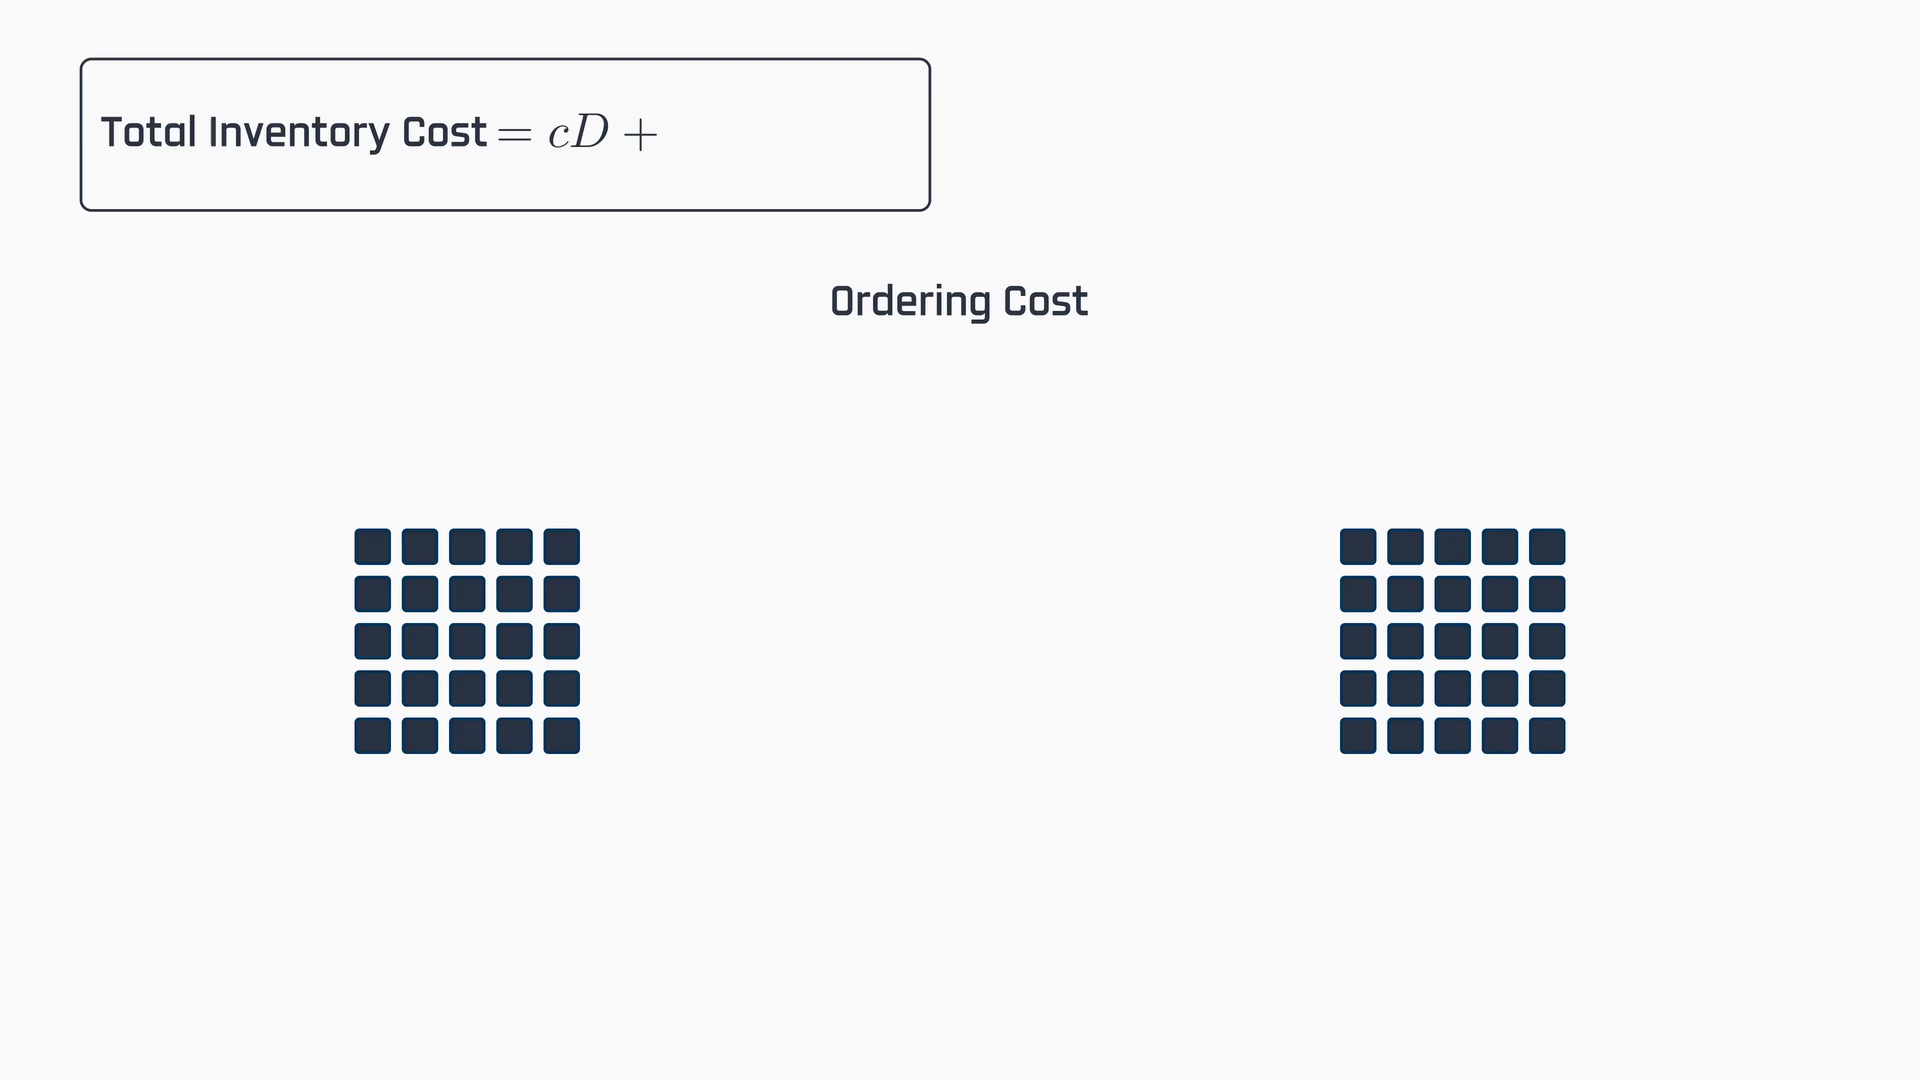 Total Inventory Cost = cD +
Ordering Cost